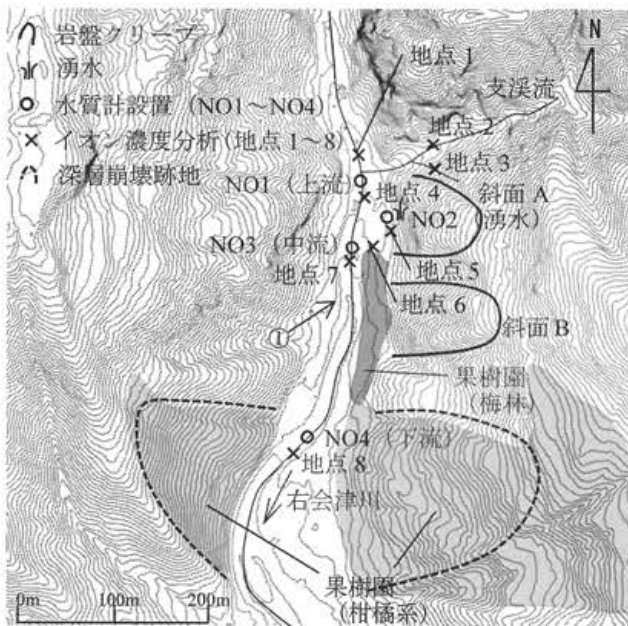 岩盤クリープ
湧水
水質計設置（NO1～NO4）
イオン濃度分析(地点 1～8)
深層崩壊跡地
N
地点 1
支渓流
地点 2
地点 3
NO1（上流）
地点 4
斜面 A
NO2（湧水）
NO3（中流）
地点 7
地点 5
地点 6
①
斜面 B
果樹園
（梅林）
NO4（下流）
地点 8
右会津川
果樹園
（柑橘系）
0m 100m 200m